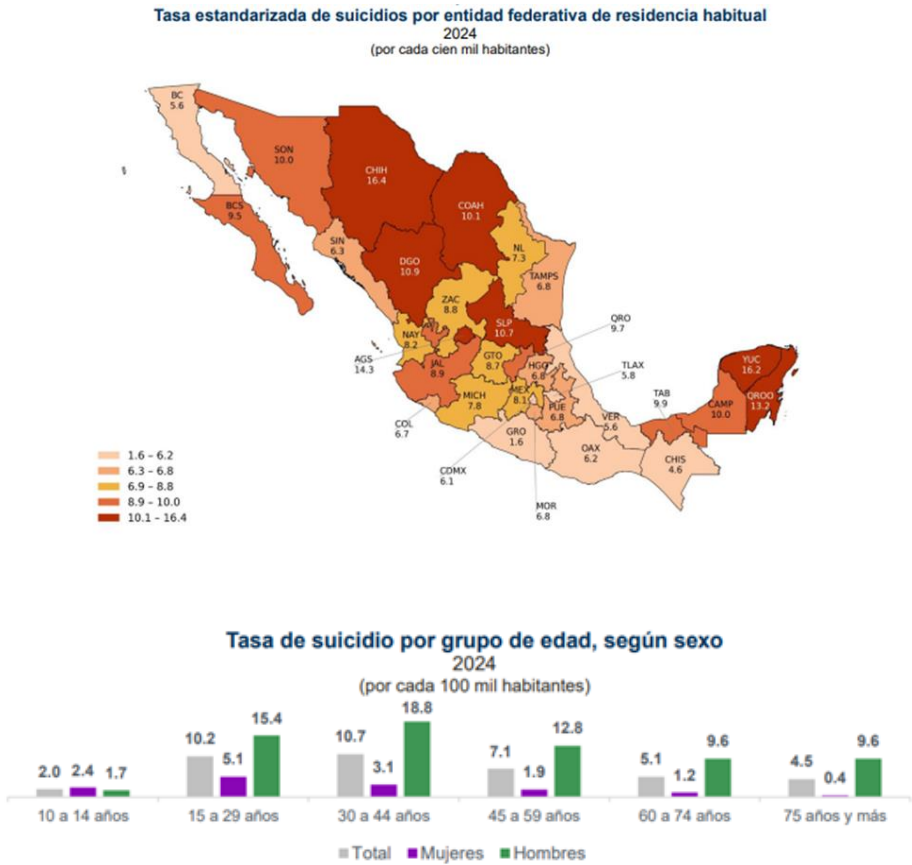 Tasa estandarizada de suicidios por entidad federativa de residencia habitual
2024
(por cada cien mil habitantes)
BC
5.6
SON
10.0
CHIH
16.4
COAH
10.1
BCS
9.5
SIN
6.3
DGO
10.9
NL
7.3
TAMPS
6.8
ZAC
8.8
SLP
10.7
QRO
9.7
NAY
8.2
AGS
14.3
JAL
8.9
GTO
8.7
HGO
6.8
TLAX
5.8
YUC
16.2
QROO
13.2
CAMP
10.0
TAB
9.9
MICH
7.8
MEX
8.1
PUE
6.8
VER
5.6
COL
6.7
GRO
1.6
OAX
6.2
CHIS
4.6
CDMX
6.1
MOR
6.8
1.6 – 6.2
6.3 – 6.8
6.9 – 8.8
8.9 – 10.0
10.1 – 16.4
Tasa de suicidio por grupo de edad, según sexo
2024
(por cada 100 mil habitantes)
2.0 2.4 1.7
10.2 5.1 15.4
10.7 3.1 18.8
7.1 1.9 12.8
5.1 1.2 9.6
4.5 0.4 9.6
10 a 14 años 15 a 29 años 30 a 44 años 45 a 59 años 60 a 74 años 75 años y más
Total Mujeres Hombres